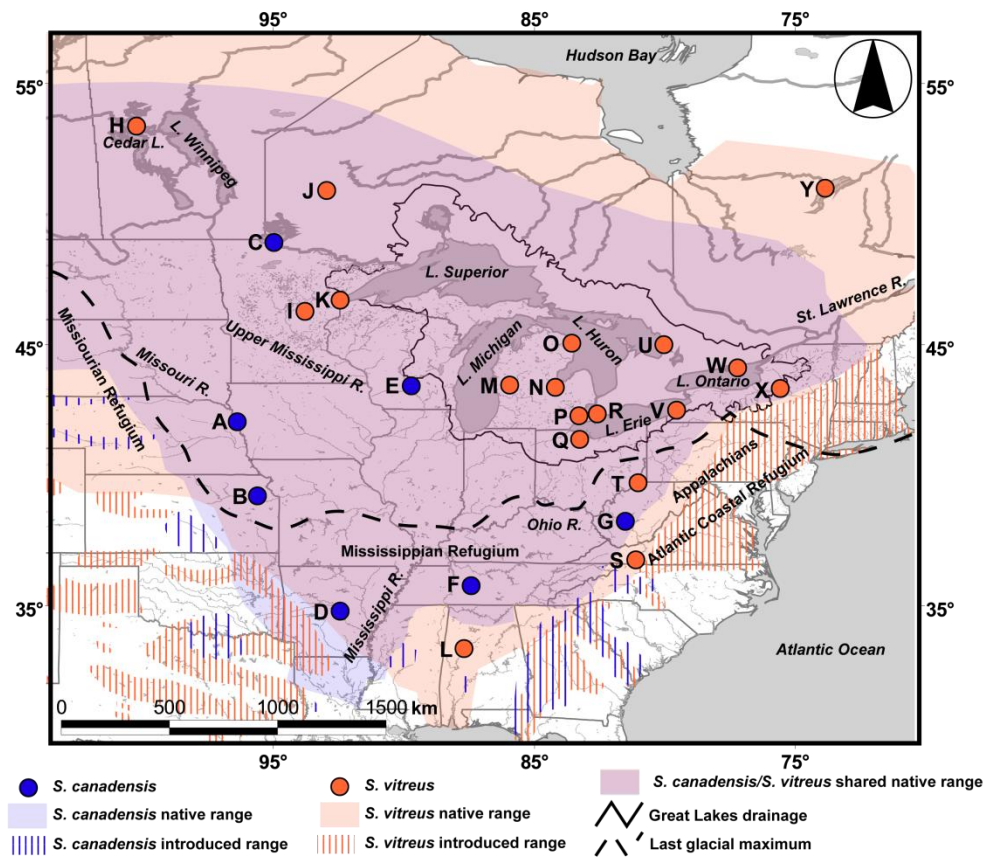 95°
85°
75°
Hudson Bay
55°
55°
H
Cedar L.
L. Winnipeg
J
Y
C
L. Superior
St. Lawrence R.
K
I
Upper Mississippi R.
L. Michigan
L. Huron
O
U
45°
45°
Missourian Refugium
Missouri R.
E
M
N
W
L. Ontario
X
A
P
R
V
L. Erie
Q
T
Appalachians
B
Ohio R.
G
Atlantic Coastal Refugium
Mississippian Refugium
S
F
35°
35°
D
Mississippi R.
L
Atlantic Ocean
0
500
1000
1500 km
95°
85°
75°
S. canadensis
S. vitreus
S. canadensis/S. vitreus shared native range
S. canadensis native range
S. vitreus native range
Great Lakes drainage
S. canadensis introduced range
S. vitreus introduced range
Last glacial maximum